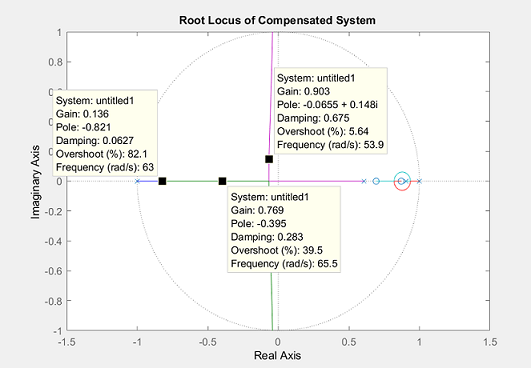 Root Locus of Compensated System
System: untitled1
Gain: 0.136
Pole: -0.821
Damping: 0.0627
Overshoot (%): 82.1
Frequency (rad/s): 63
System: untitled1
Gain: 0.903
Pole: -0.0655 + 0.148i
Damping: 0.675
Overshoot (%): 5.64
Frequency (rad/s): 53.9
System: untitled1
Gain: 0.769
Pole: -0.395
Damping: 0.283
Overshoot (%): 39.5
Frequency (rad/s): 65.5
Imaginary Axis
1
0.8
0.6
0.4
0.2
0
-0.2
-0.4
-0.6
-0.8
-1
-1.5
-1
-0.5
0
0.5
1
1.5
Real Axis